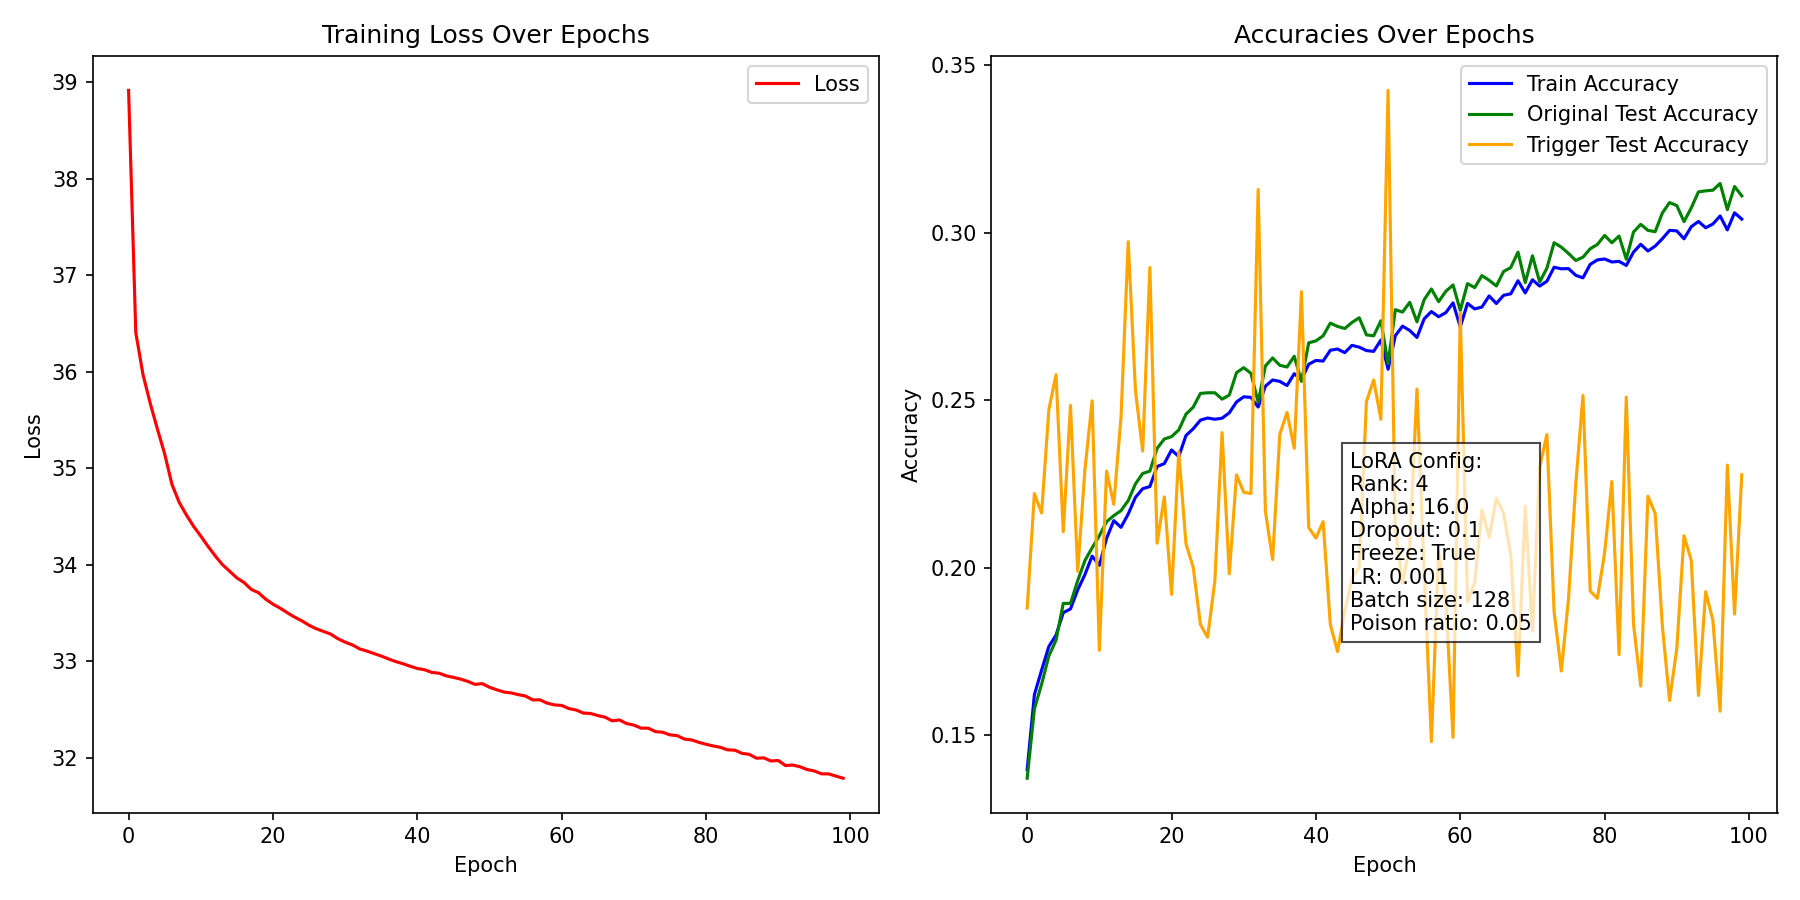 Training Loss Over Epochs
Loss
39
38
37
36
35
34
33
32
Loss
0
20
40
60
80
100
Epoch
Accuracies Over Epochs
Train Accuracy
Original Test Accuracy
Trigger Test Accuracy
0.35
0.30
0.25
0.20
0.15
Accuracy
LoRA Config:
Rank: 4
Alpha: 16.0
Dropout: 0.1
Freeze: True
LR: 0.001
Batch size: 128
Poison ratio: 0.05
0
20
40
60
80
100
Epoch